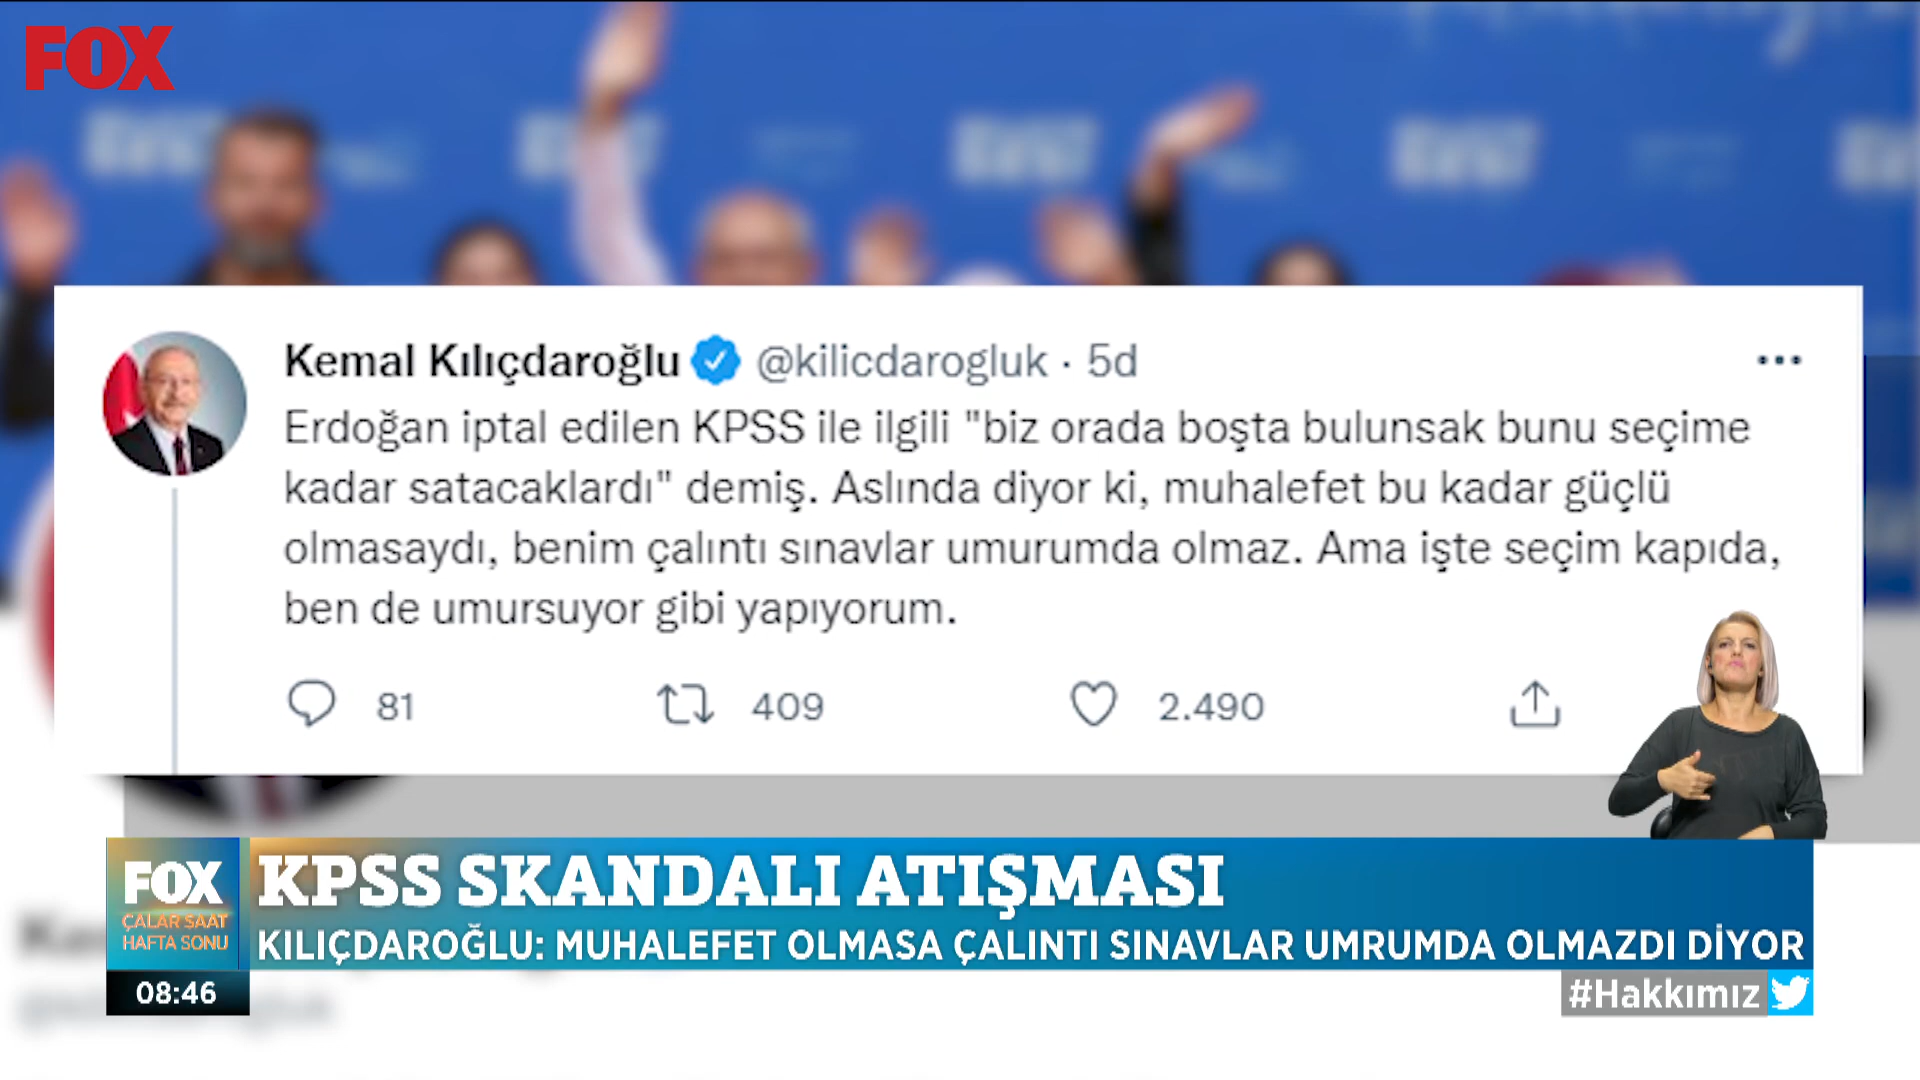 FOX
Kemal Kılıçdaroğlu @kilicdarogluk · 5d
Erdoğan iptal edilen KPSS ile ilgili "biz orada boşta bulunsak bunu seçime
kadar satacaklardı" demiş. Aslında diyor ki, muhalefet bu kadar güçlü
olmasaydı, benim çalıntı sınavlar umurumda olmaz. Ama işte seçim kapıda,
ben de umursuyor gibi yapıyorum.
81 409 2.490
FOX
ÇALAR SAAT
HAFTA SONU
08:46
KPSS SKANDALI ATIŞMASI
KILIÇDAROĞLU: MUHALEFET OLMASA ÇALINTI SINAVLAR UMRUMDA OLMAZDI DİYOR
#Hakkımız